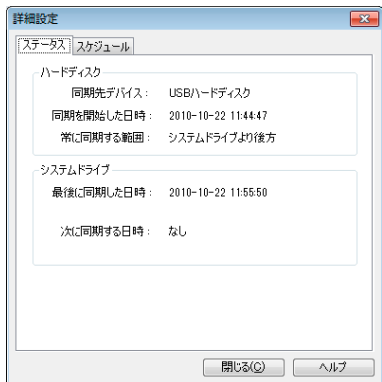 詳細設定
ステータス スケジュール
ハードディスク
同期先デバイス： USBハードディスク
同期を開始した日時： 2010-10-22 11:44:47
常に同期する範囲： システムドライブより後方
システムドライブ
最後に同期した日時： 2010-10-22 11:55:50
次に同期する日時： なし
閉じる(C) ヘルプ